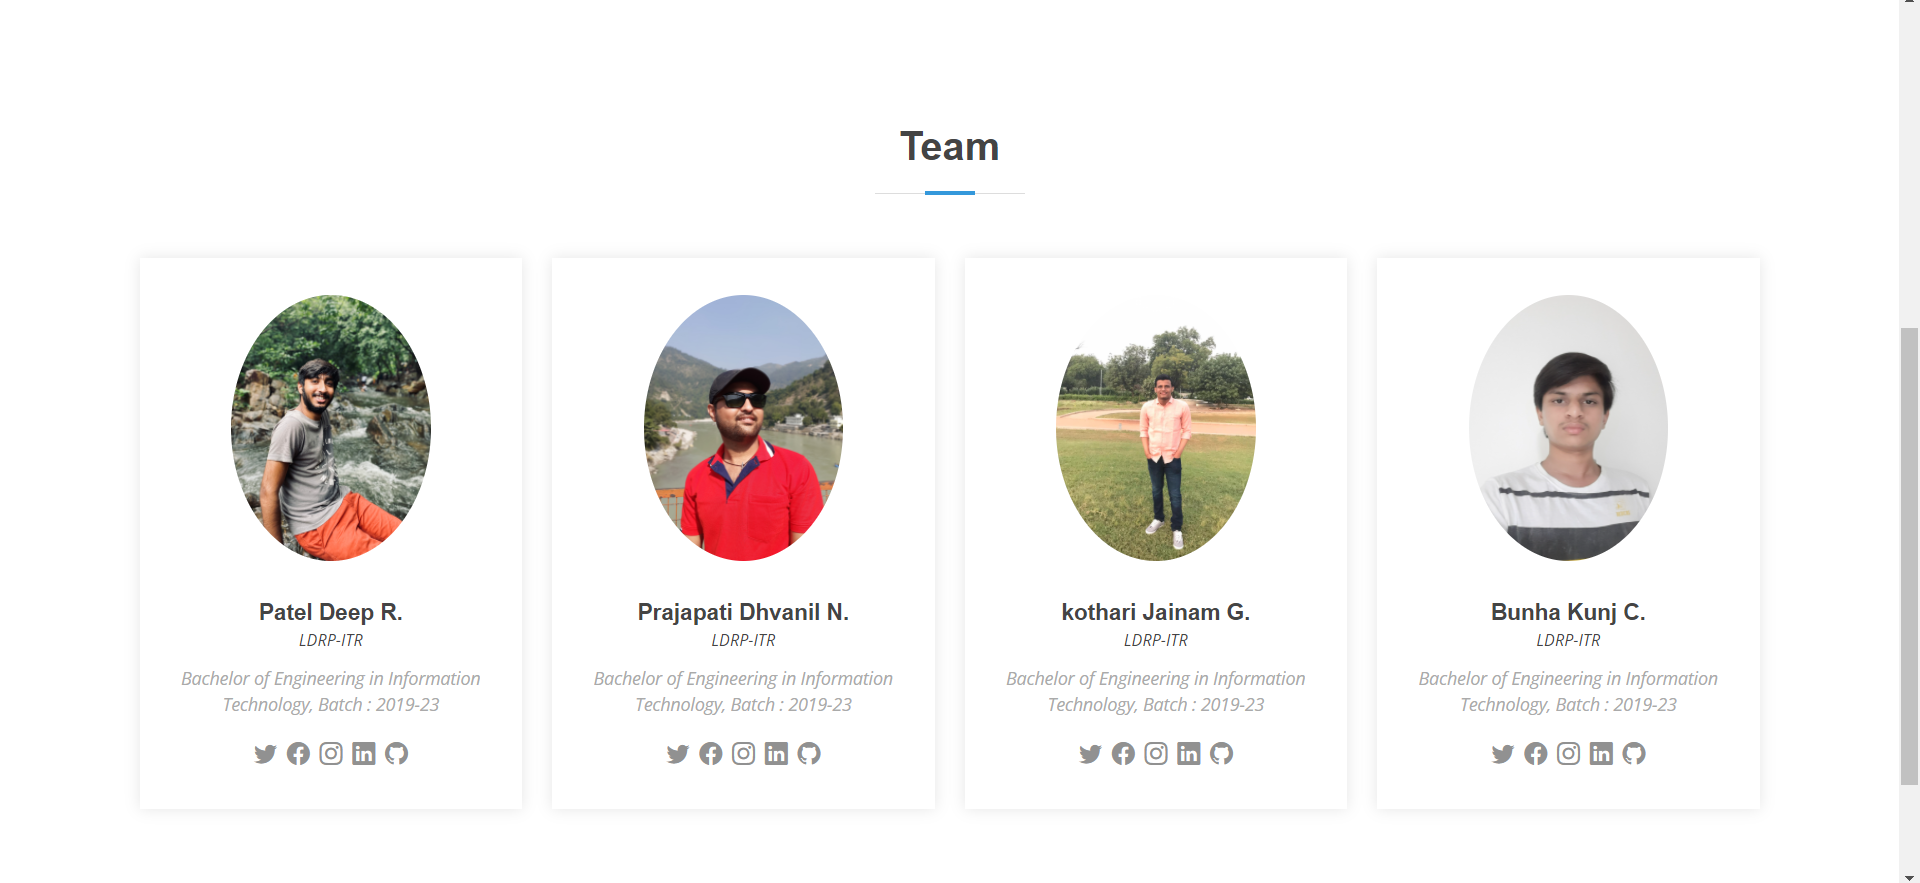 Team
Patel Deep R.
LDRP-ITR
Bachelor of Engineering in Information
Technology, Batch : 2019-23
Prajapati Dhvanil N.
LDRP-ITR
Bachelor of Engineering in Information
Technology, Batch : 2019-23
kothari Jainam G.
LDRP-ITR
Bachelor of Engineering in Information
Technology, Batch : 2019-23
Bunha Kunj C.
LDRP-ITR
Bachelor of Engineering in Information
Technology, Batch : 2019-23